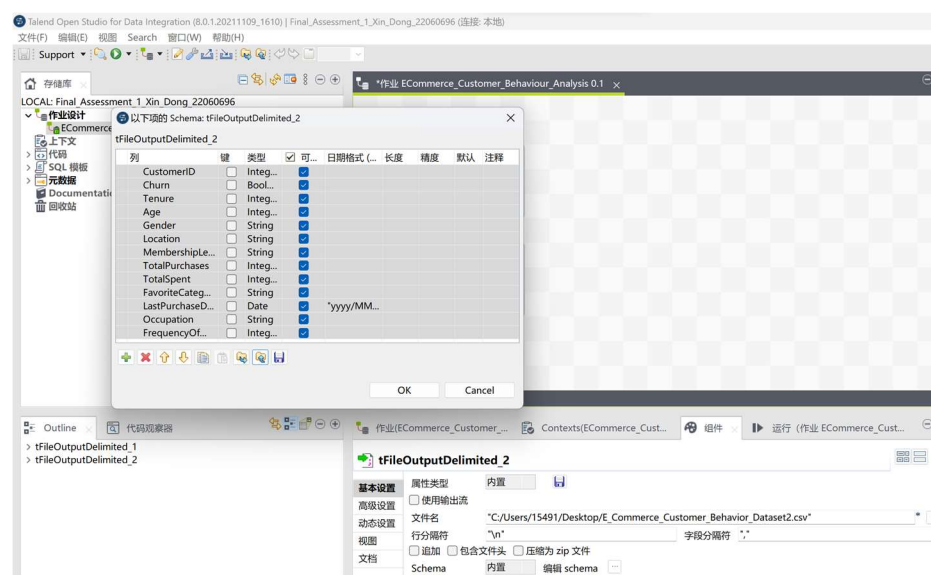 Talend Open Studio for Data Integration (8.0.1.20211109_1610) | Final_Assessment_1_Xin_Dong_22060696 (连接: 本地)
文件(F) 编辑(E) 视图 Search 窗口(W) 帮助(H)
Support
存储库
*作业 ECommerce_Customer_Behaviour_Analysis 0.1
LOCAL: Final_Assessment_1_Xin_Dong_22060696
作业设计
ECommerce
上下文
代码
SQL 模板
元数据
Documentati
回收站
以下项的 Schema: tFileOutputDelimited_2
tFileOutputDelimited_2
列 键 类型 可... 日期格式 (... 长度 精度 默认 注释
CustomerID Integ...
Churn Bool...
Tenure Integ...
Age Integ...
Gender String
Location String
MembershipLe... String
TotalPurchases Integ...
TotalSpent Integ...
FavoriteCateg... String
LastPurchaseD... Date "yyyy/MM...
Occupation String
FrequencyOf... Integ...
OK Cancel
Outline 代码观察器
tFileOutputDelimited_1
tFileOutputDelimited_2
作业(ECommerce_Customer_... Contexts(ECommerce_Cust... 组件 运行 (作业 ECommerce_Cust...
tFileOutputDelimited_2
基本设置
高级设置
动态设置
视图
文档
属性类型 内置
使用输出流
文件名 "C:/Users/15491/Desktop/E_Commerce_Customer_Behavior_Dataset2.csv" *
行分隔符 "\n" 字段分隔符 ","
追加 包含文件头 压缩为 zip 文件
Schema 内置 编辑 schema ...